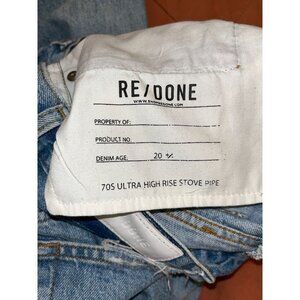 RE/DONE
WWW.SHOPREDONE.COM
PROPERTY OF:
PRODUCT NO:
DENIM AGE: 20 +/-
70S ULTRA HIGH RISE STOVE PIPE